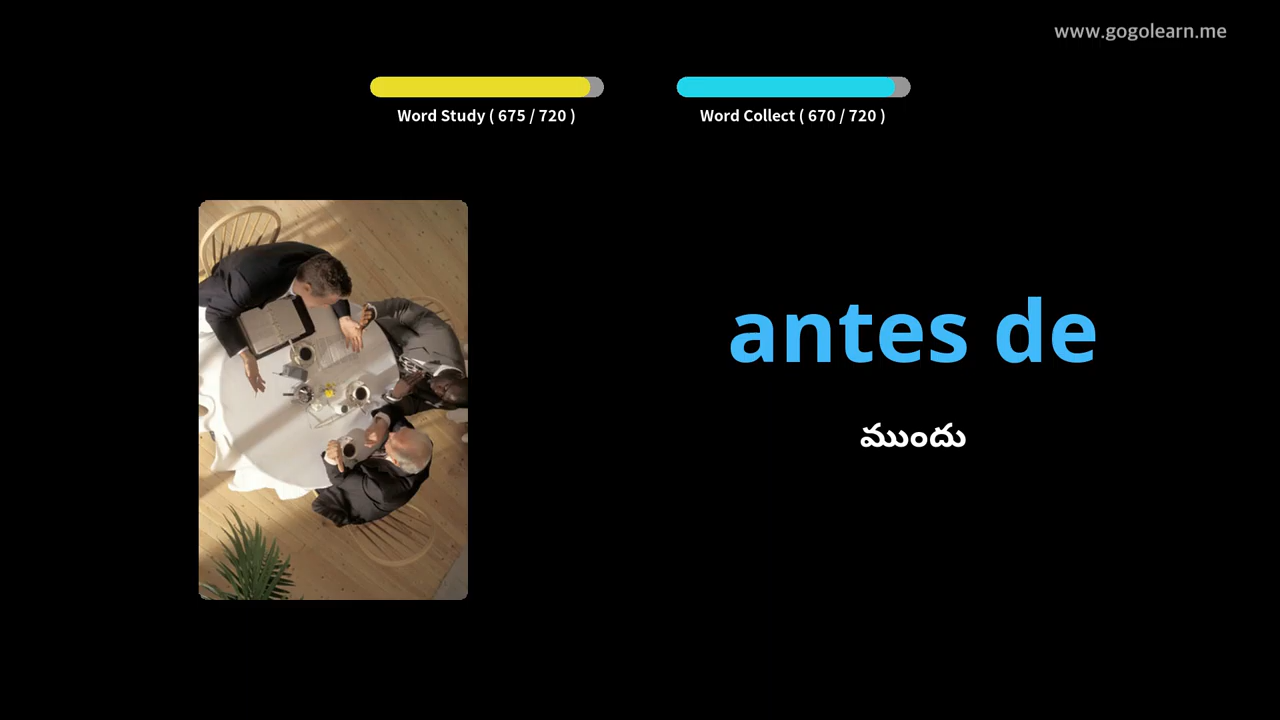 www.gogolearn.me
Word Study ( 675 / 720 )
Word Collect ( 670 / 720 )
antes de
ముందు